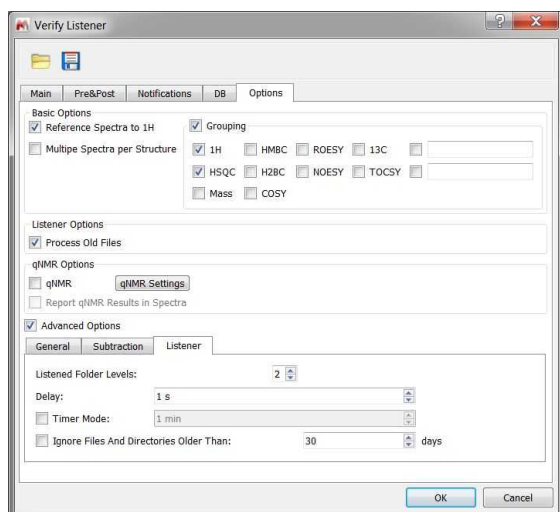 Verify Listener
Main Pre&Post Notifications DB Options
Basic Options
Reference Spectra to 1H
Grouping
Multipe Spectra per Structure
1H HMBC ROESY 13C
HSQC H2BC NOESY TOCSY
Mass COSY
Listener Options
Process Old Files
qNMR Options
qNMR qNMR Settings
Report qNMR Results in Spectra
Advanced Options
General Subtraction Listener
Listened Folder Levels: 2
Delay: 1 s
Timer Mode: 1 min
Ignore Files And Directories Older Than: 30 days
OK Cancel